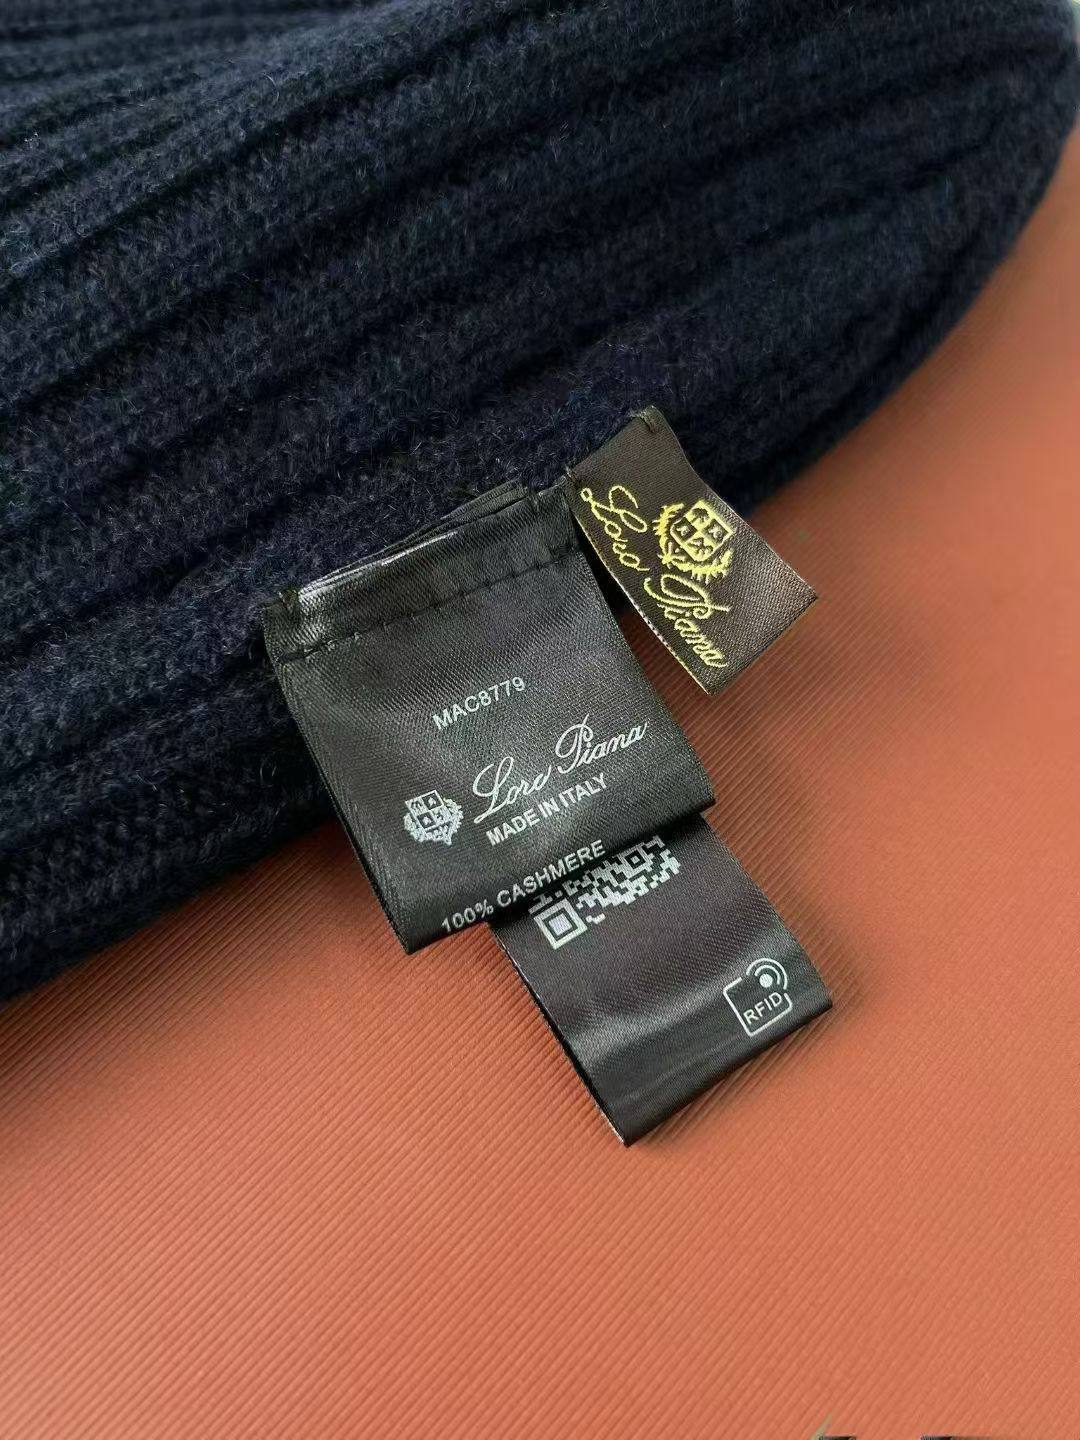 Loro Piana
MAC8779
Loro Piana
MADE IN ITALY
100% CASHMERE
RFID